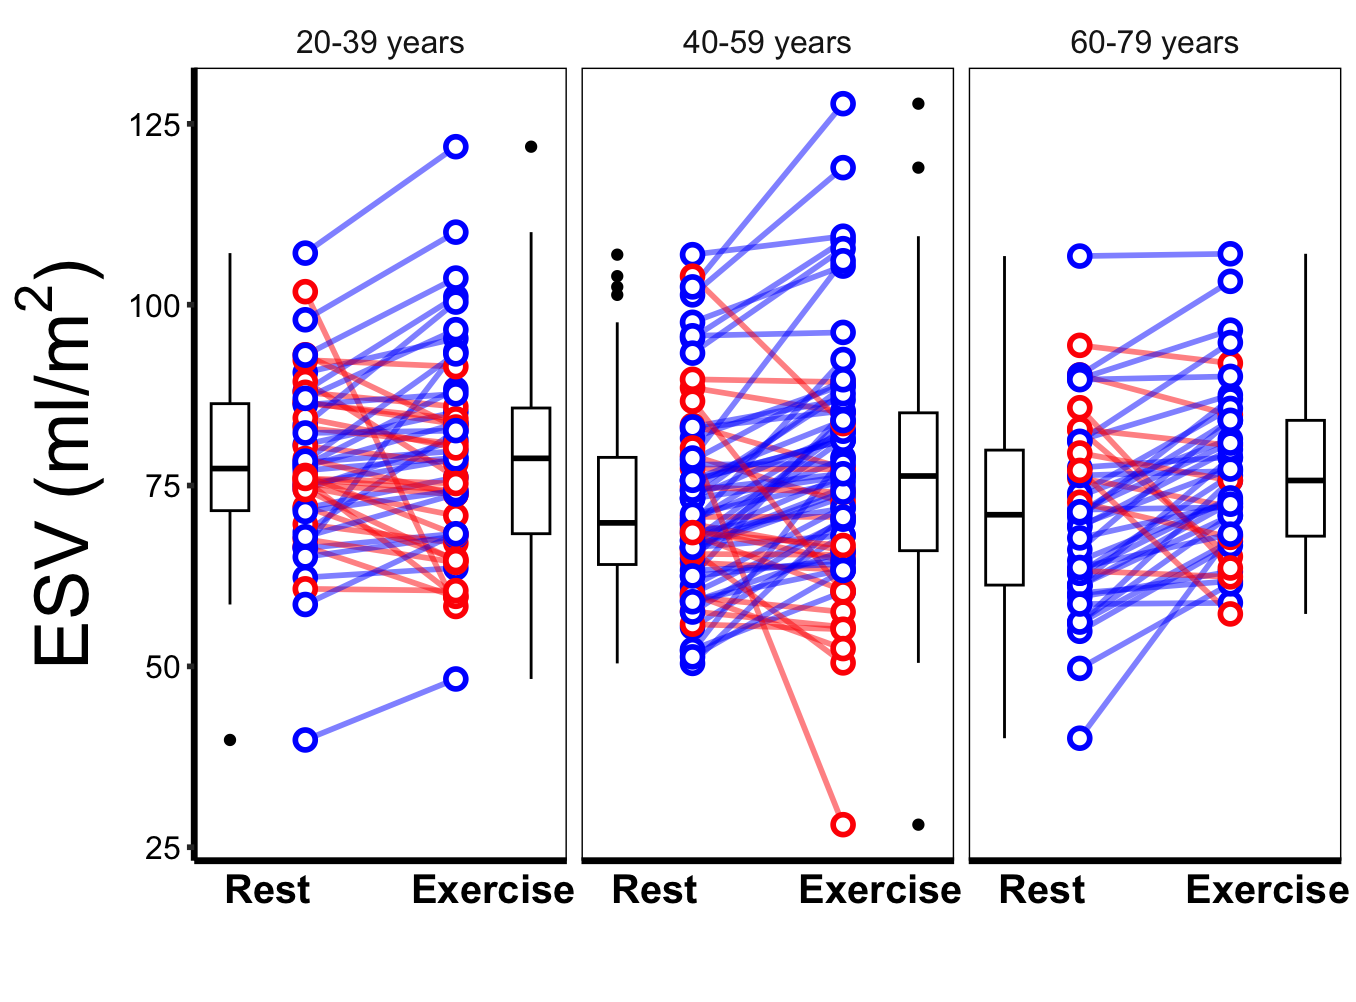 20-39 years 40-59 years 60-79 years
ESV (ml/m²)
125
100
75
50
25
Rest Exercise Rest Exercise Rest Exercise